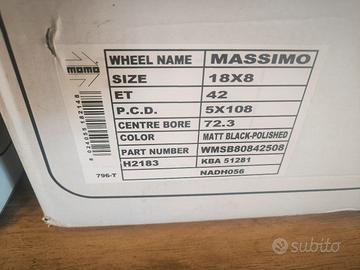 momo
8024095182148
796-T
WHEEL NAME MASSIMO
SIZE 18X8
ET 42
P.C.D. 5X108
CENTRE BORE 72.3
COLOR MATT BLACK-POLISHED
PART NUMBER WMSB80842508
H2183 KBA 51281
NADH056
subito